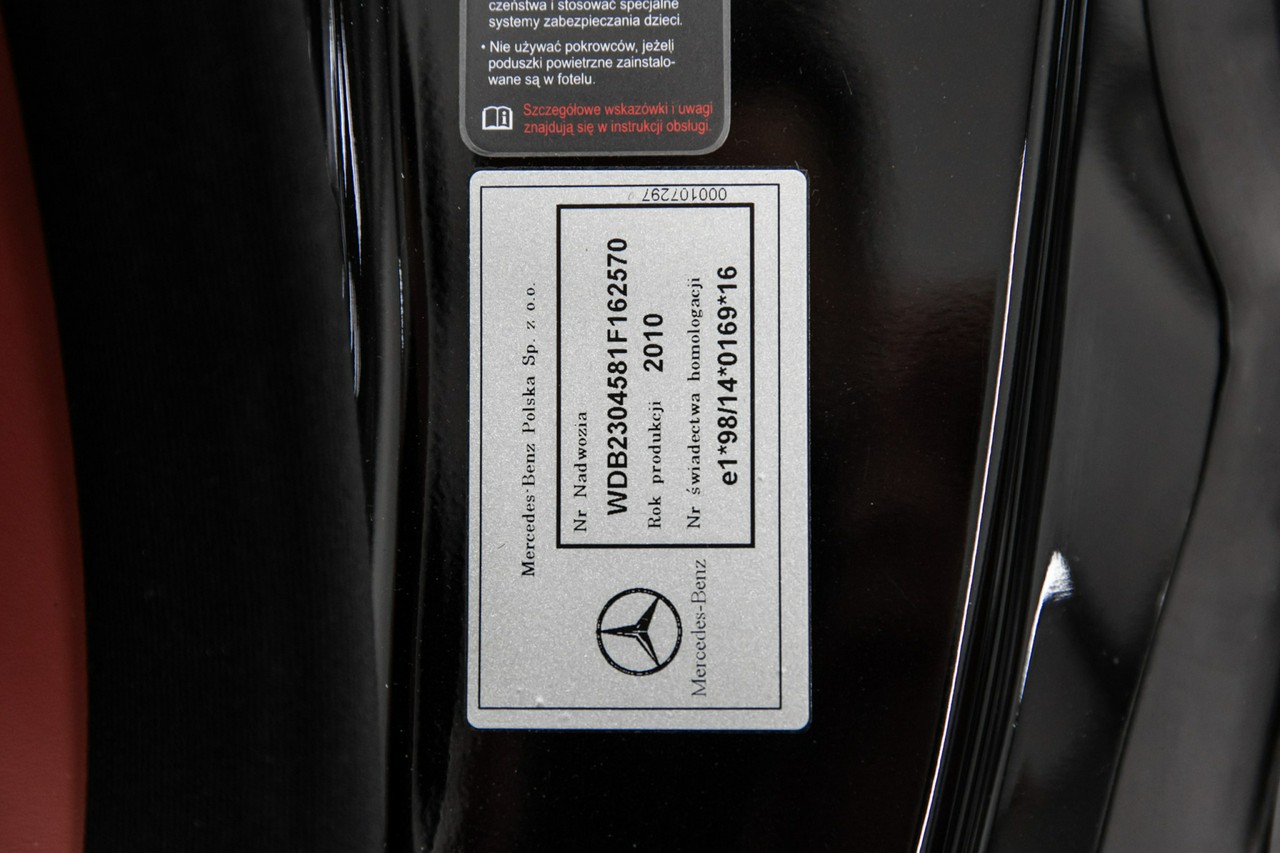 czeństwa i stosować specjalne
systemy zabezpieczania dzieci.
• Nie używać pokrowców, jeżeli
poduszki powietrzne zainstalo-
wane są w fotelu.
Szczegółowe wskazówki i uwagi
znajdują się w instrukcji obsługi.
000107297
Mercedes-Benz Polska Sp. z o.o.
Nr Nadwozia
WDB2304581F162570
Rok produkcji 2010
Nr świadectwa homologacji
e1*98/14*0169*16
Mercedes-Benz